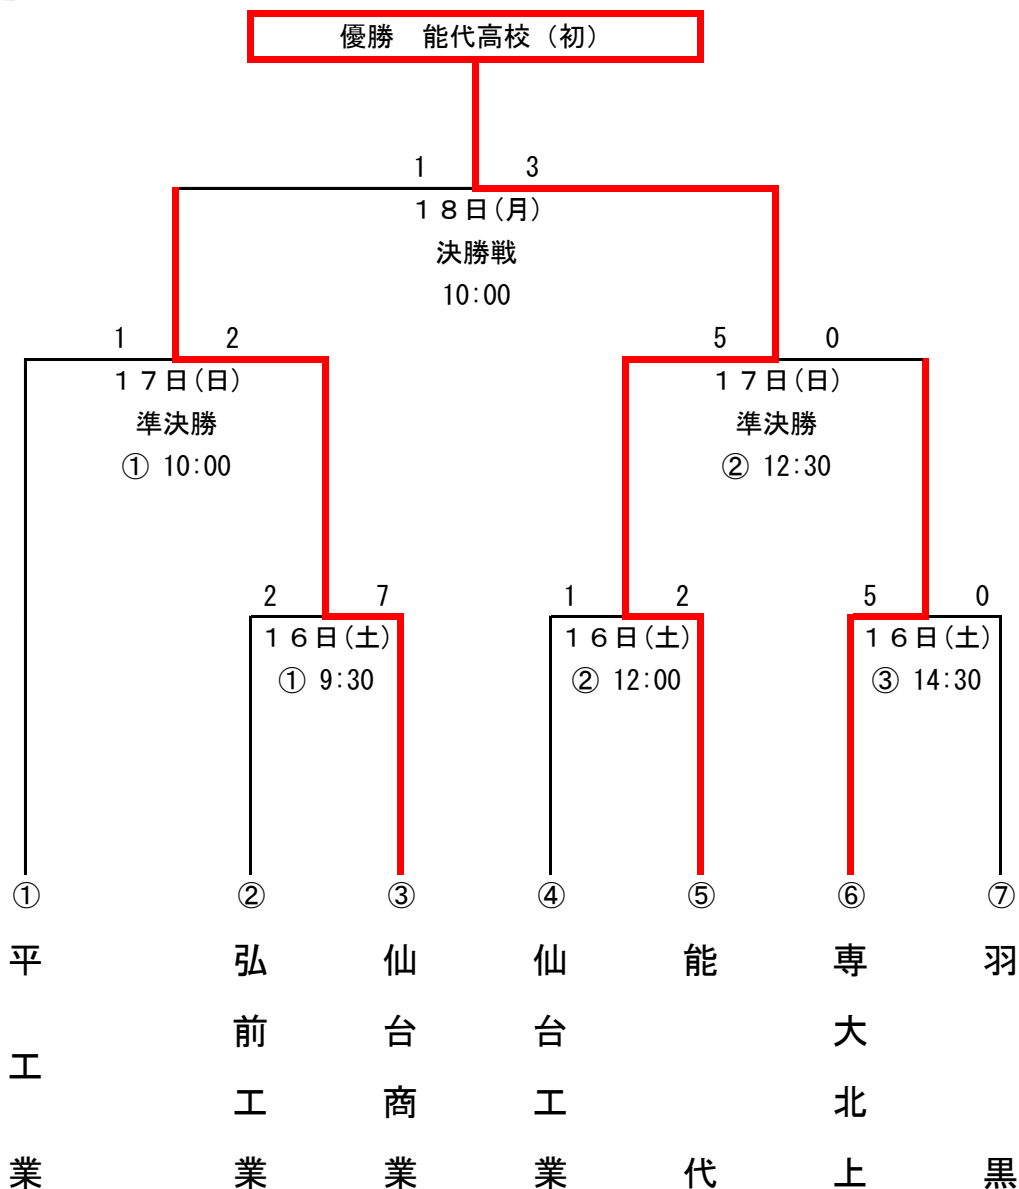 優勝　能代高校（初）
1 3
１８日(月)
決勝戦
10:00
1 2
１７日(日)
準決勝
① 10:00
5 0
１７日(日)
準決勝
② 12:30
2 7
１６日(土)
① 9:30
1 2
１６日(土)
② 12:00
5 0
１６日(土)
③ 14:30
①
平工業
②
弘前工業
③
仙台商業
④
仙台工業
⑤
能代
⑥
専大北上
⑦
羽黒